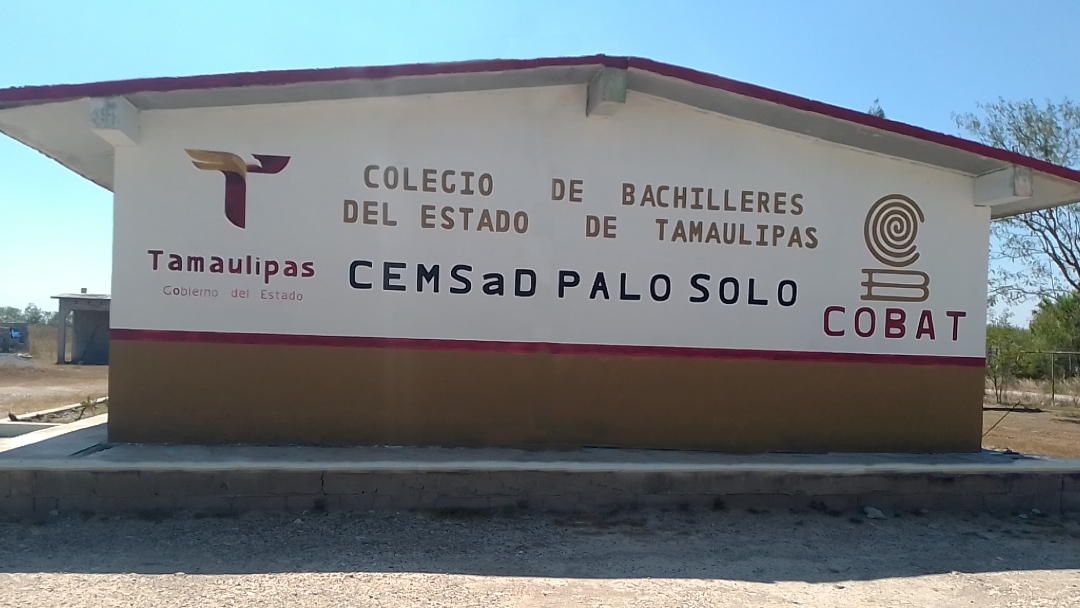 Tamaulipas
Gobierno del Estado
COLEGIO DE BACHILLERES
DEL ESTADO DE TAMAULIPAS
CEMSaD PALO SOLO
COBAT